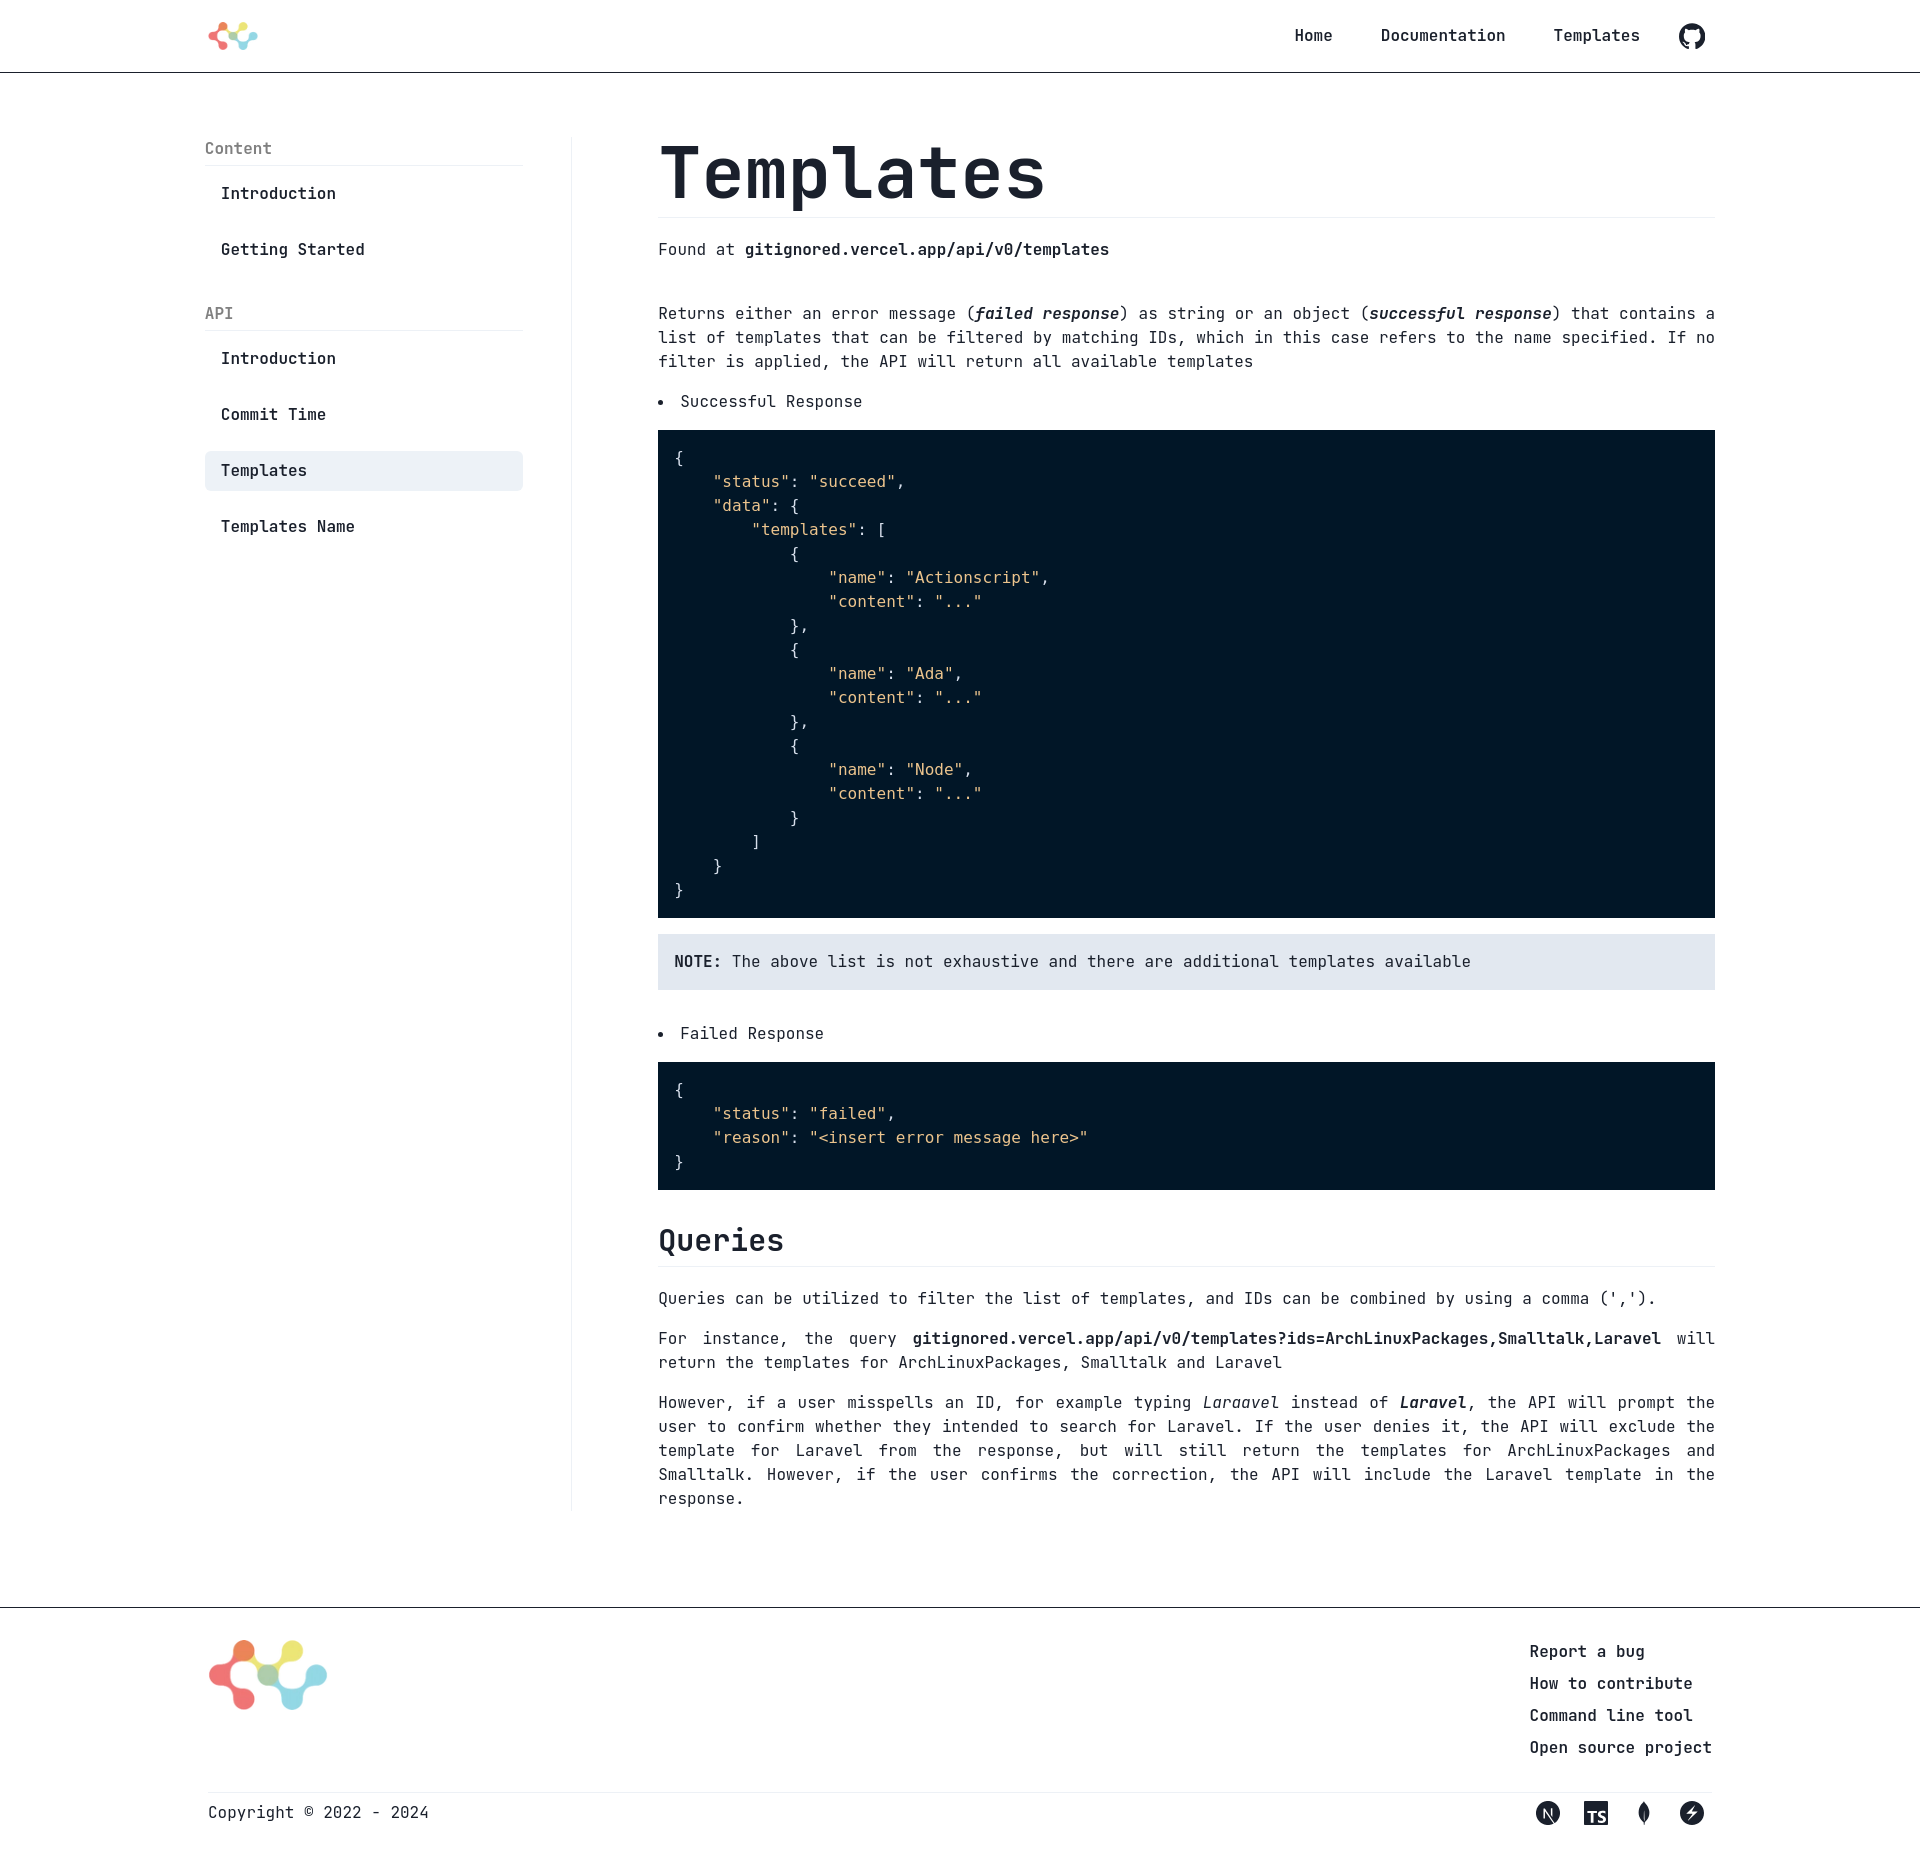 Home Documentation Templates
Content
Introduction
Getting Started
API
Introduction
Commit Time
Templates
Templates Name
Templates
Found at gitignored.vercel.app/api/v0/templates
Returns either an error message (failed response) as string or an object (successful response) that contains a
list of templates that can be filtered by matching IDs, which in this case refers to the name specified. If no
filter is applied, the API will return all available templates
• Successful Response
{
    "status": "succeed",
    "data": {
        "templates": [
            {
                "name": "Actionscript",
                "content": "..."
            },
            {
                "name": "Ada",
                "content": "..."
            },
            {
                "name": "Node",
                "content": "..."
            }
        ]
    }
}
NOTE: The above list is not exhaustive and there are additional templates available
• Failed Response
{
    "status": "failed",
    "reason": "<insert error message here>"
}
Queries
Queries can be utilized to filter the list of templates, and IDs can be combined by using a comma (',').
For instance, the query gitignored.vercel.app/api/v0/templates?ids=ArchLinuxPackages,Smalltalk,Laravel will
return the templates for ArchLinuxPackages, Smalltalk and Laravel
However, if a user misspells an ID, for example typing Laraavel instead of Laravel, the API will prompt the
user to confirm whether they intended to search for Laravel. If the user denies it, the API will exclude the
template for Laravel from the response, but will still return the templates for ArchLinuxPackages and
Smalltalk. However, if the user confirms the correction, the API will include the Laravel template in the
response.
Report a bug
How to contribute
Command line tool
Open source project
Copyright © 2022 - 2024
N TS